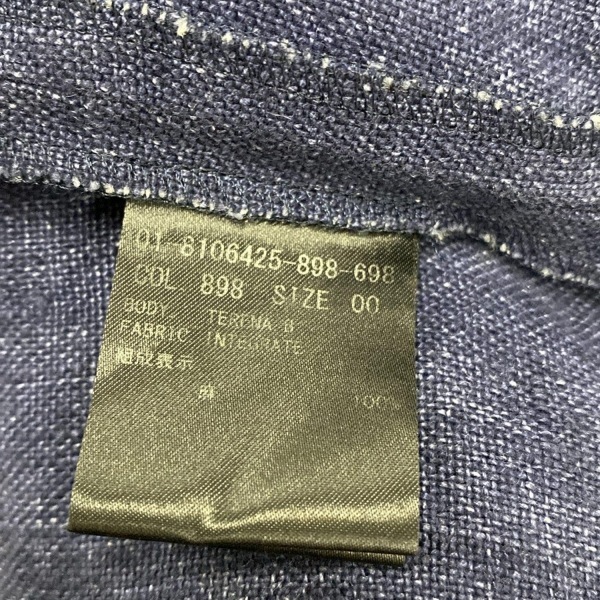 01-8106425-898-698
COL 898 SIZE 00
BODY TERENA B
FABRIC INTEGRATE
組成表示
麻 100%